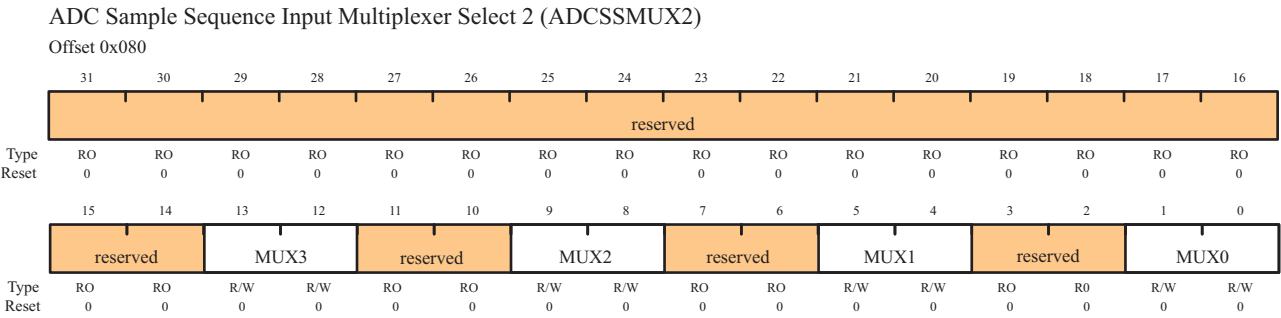 ADC Sample Sequence Input Multiplexer Select 2 (ADCSSMUX2)
Offset 0x080
31 30 29 28 27 26 25 24 23 22 21 20 19 18 17 16
reserved
Type RO RO RO RO RO RO RO RO RO RO RO RO RO RO RO RO
Reset 0 0 0 0 0 0 0 0 0 0 0 0 0 0 0 0
15 14 13 12 11 10 9 8 7 6 5 4 3 2 1 0
reserved MUX3 reserved MUX2 reserved MUX1 reserved MUX0
Type RO RO R/W R/W RO RO R/W R/W RO RO R/W R/W RO R0 R/W R/W
Reset 0 0 0 0 0 0 0 0 0 0 0 0 0 0 0 0